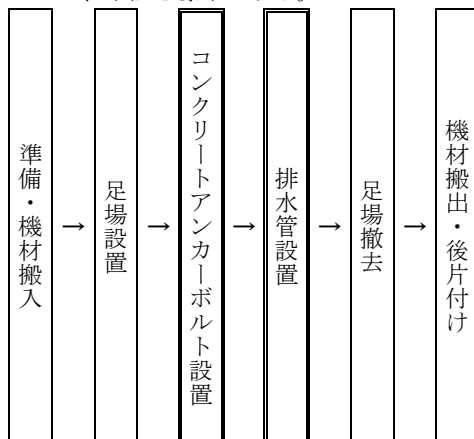 準備・機材搬入
→
足場設置
→
コンクリートアンカーボルト設置
→
排水管設置
→
足場撤去
→
機材搬出・後片付け